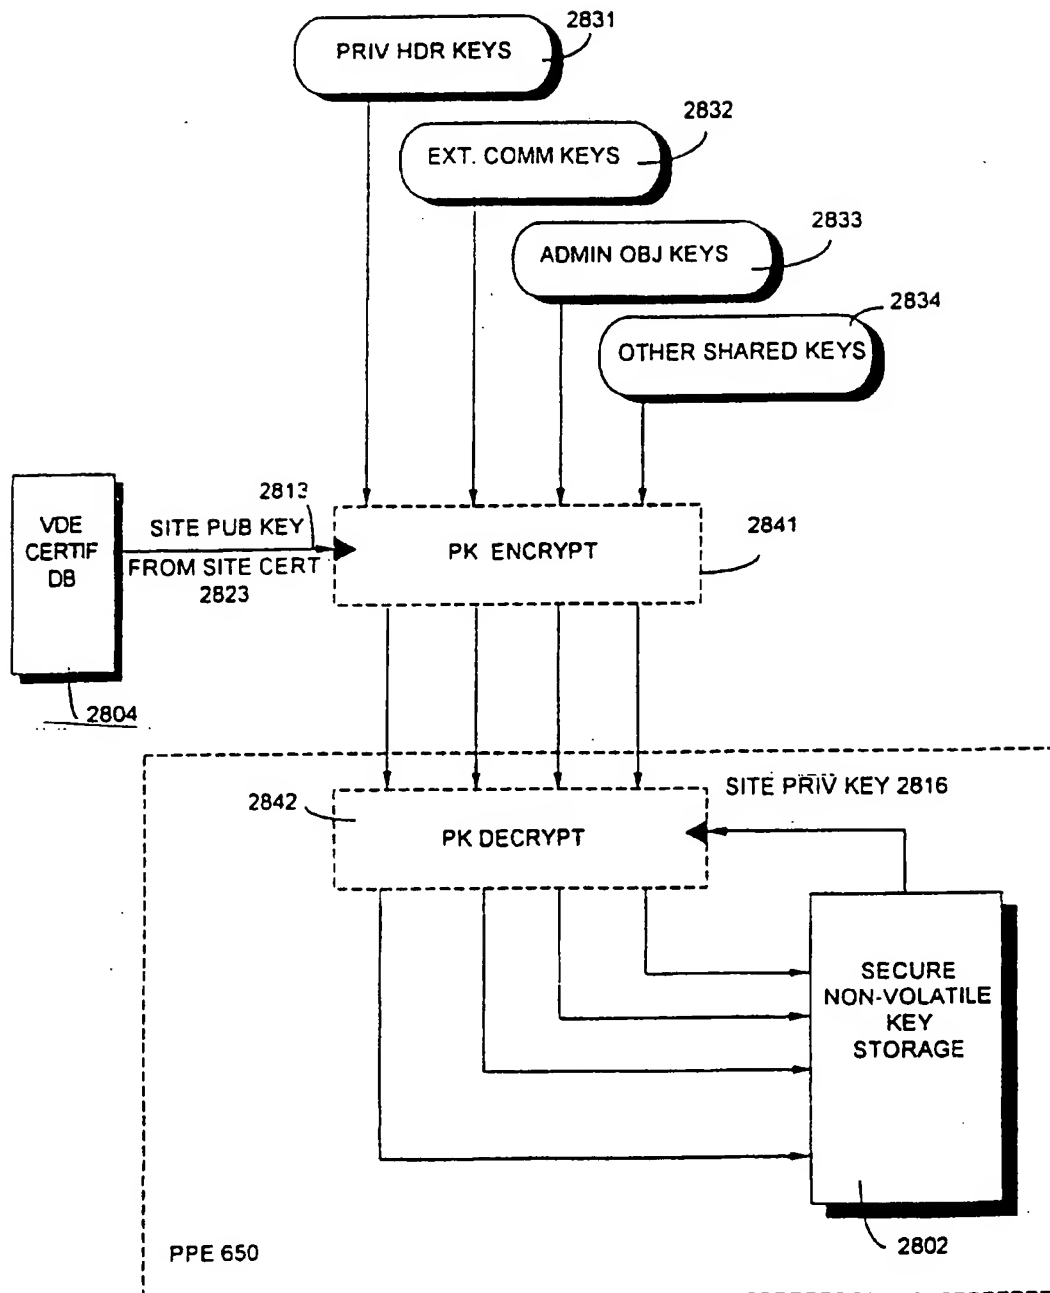 2831
PRIV HDR KEYS
2832
EXT. COMM KEYS
2833
ADMIN OBJ KEYS
2834
OTHER SHARED KEYS
2813
VDE
CERTIF
DB
SITE PUB KEY
FROM SITE CERT
2823
PK ENCRYPT
2841
2804
2842
SITE PRIV KEY 2816
PK DECRYPT
SECURE
NON-VOLATILE
KEY
STORAGE
PPE 650
2802